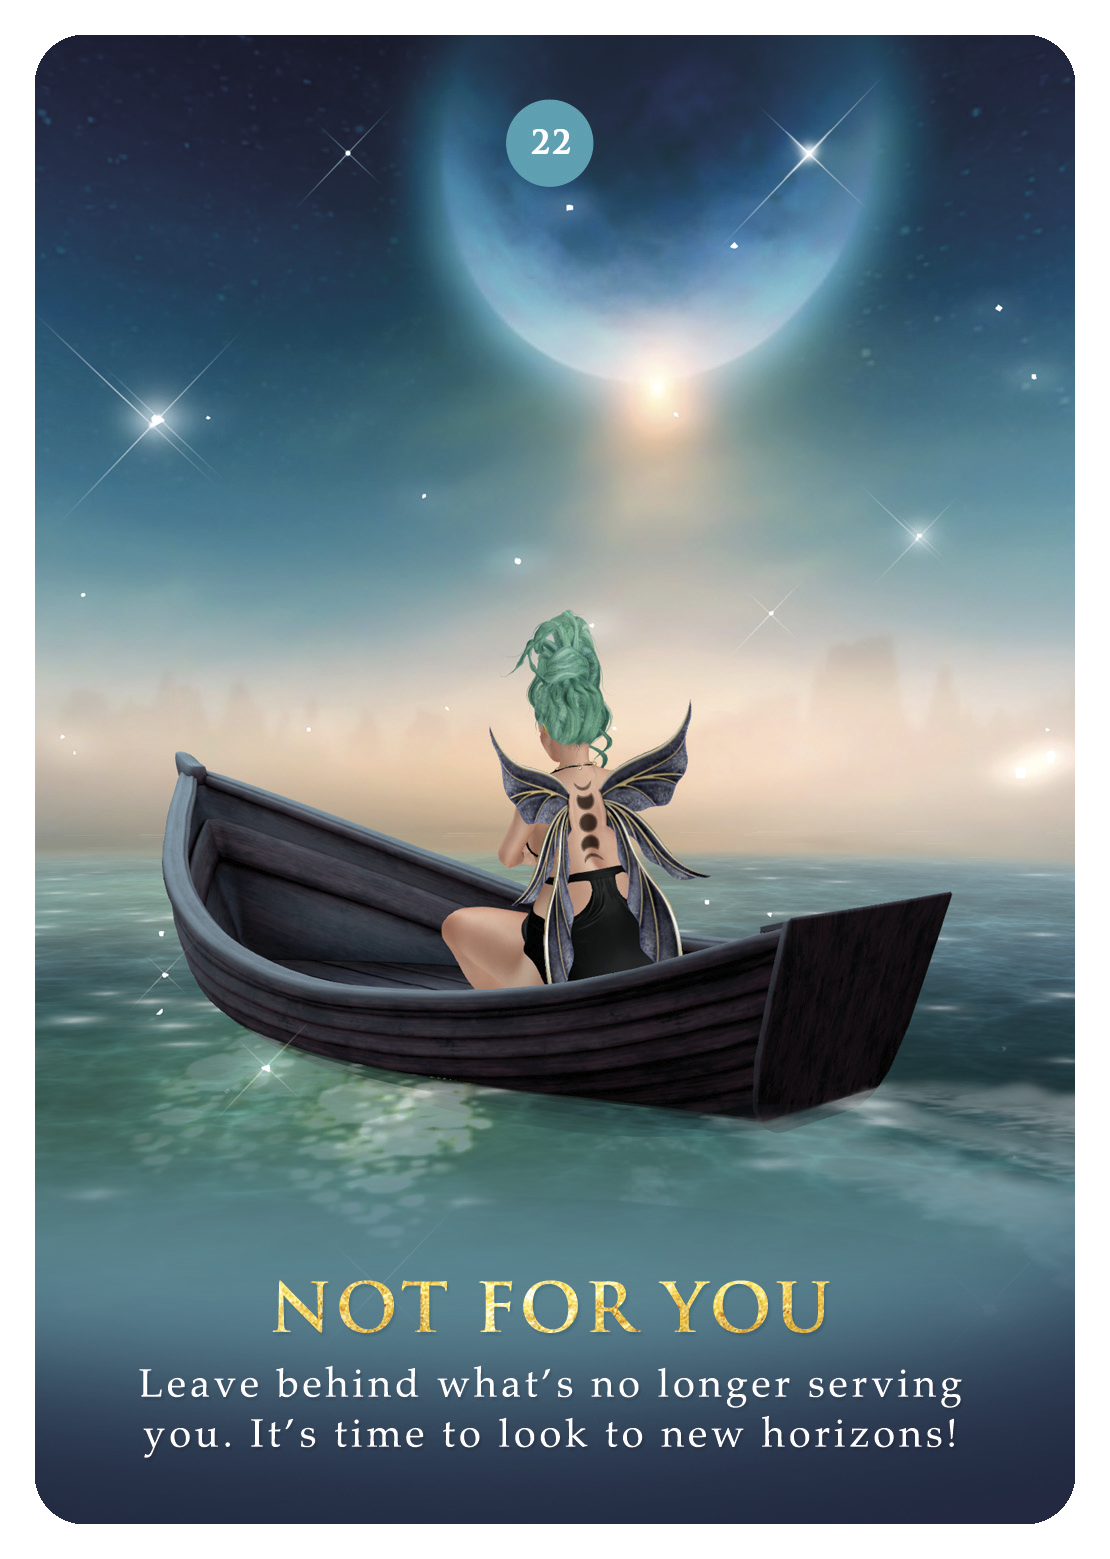 22
NOT FOR YOU
Leave behind what’s no longer serving
you. It’s time to look to new horizons!